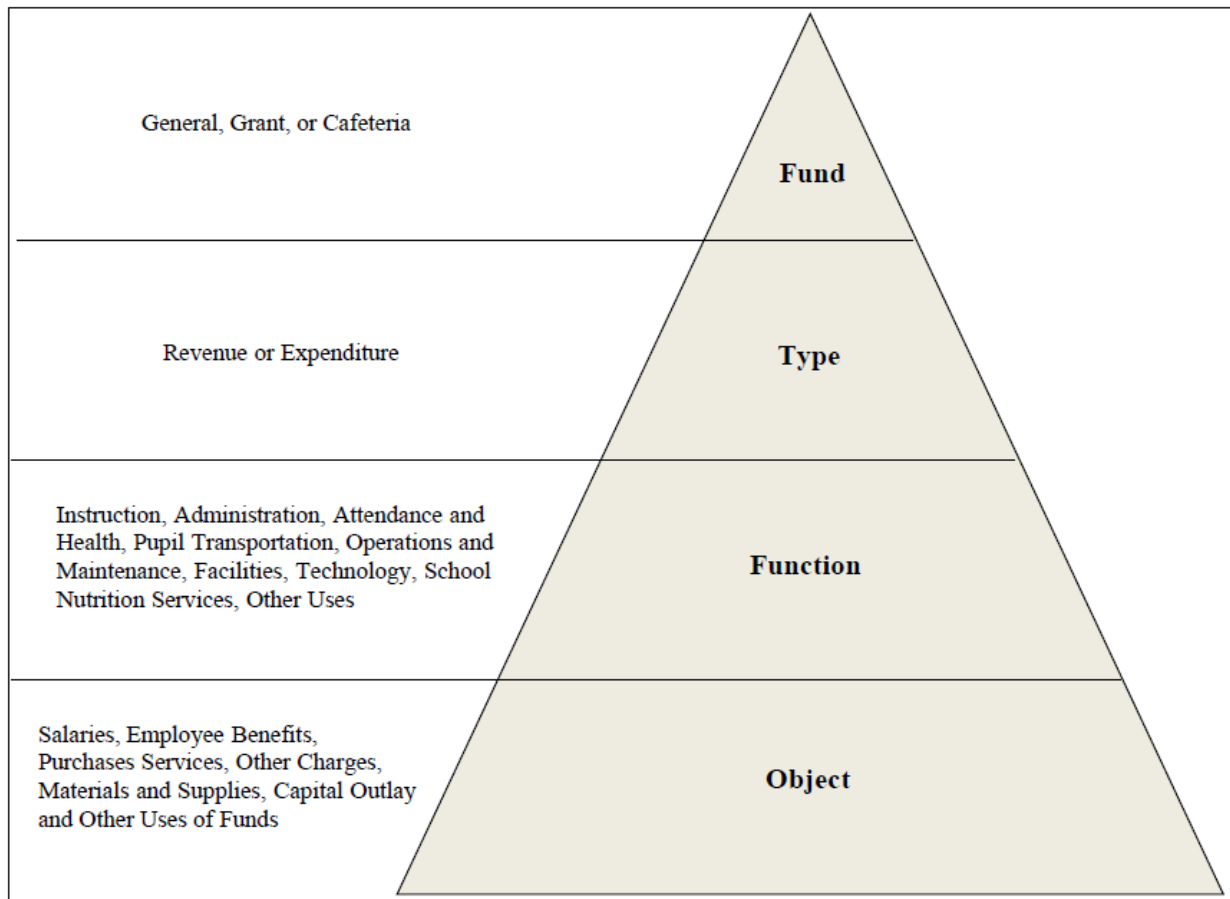 General, Grant, or Cafeteria
Fund
Revenue or Expenditure
Type
Instruction, Administration, Attendance and
Health, Pupil Transportation, Operations and
Maintenance, Facilities, Technology, School
Nutrition Services, Other Uses
Function
Salaries, Employee Benefits,
Purchases Services, Other Charges,
Materials and Supplies, Capital Outlay
and Other Uses of Funds
Object